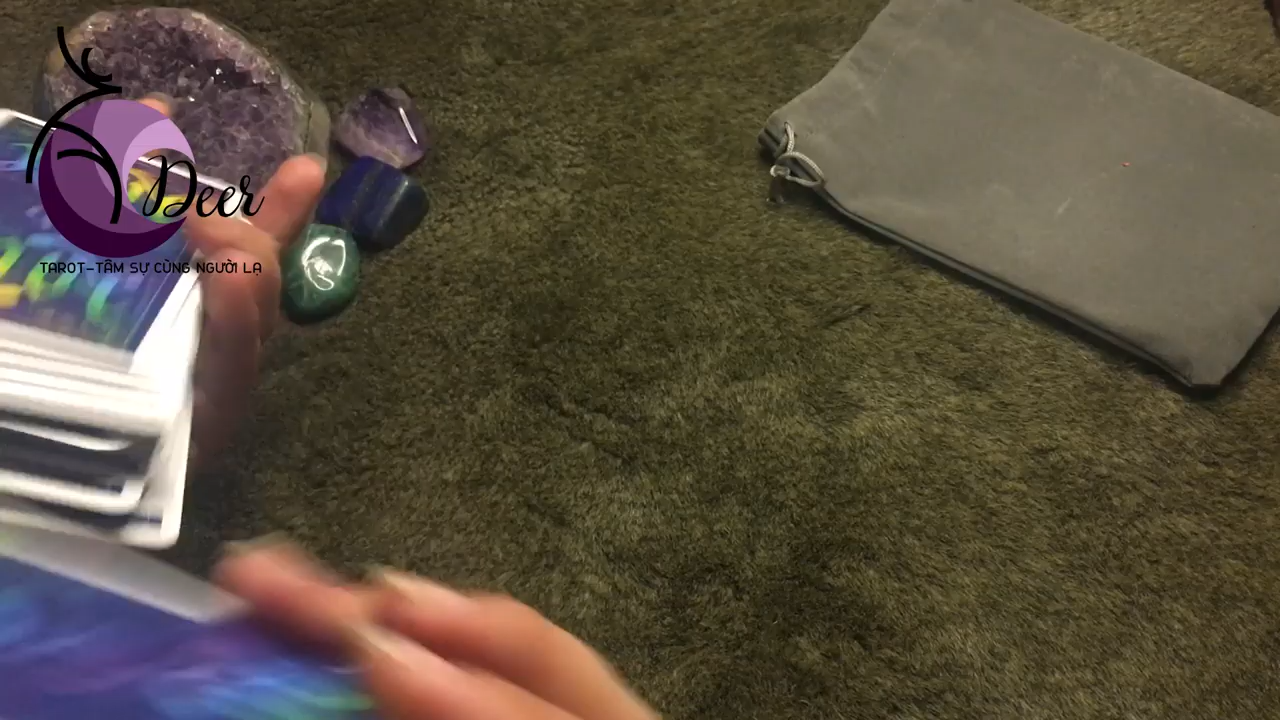 Deer
TAROT-TÂM SỰ CÙNG NGƯỜI LẠ